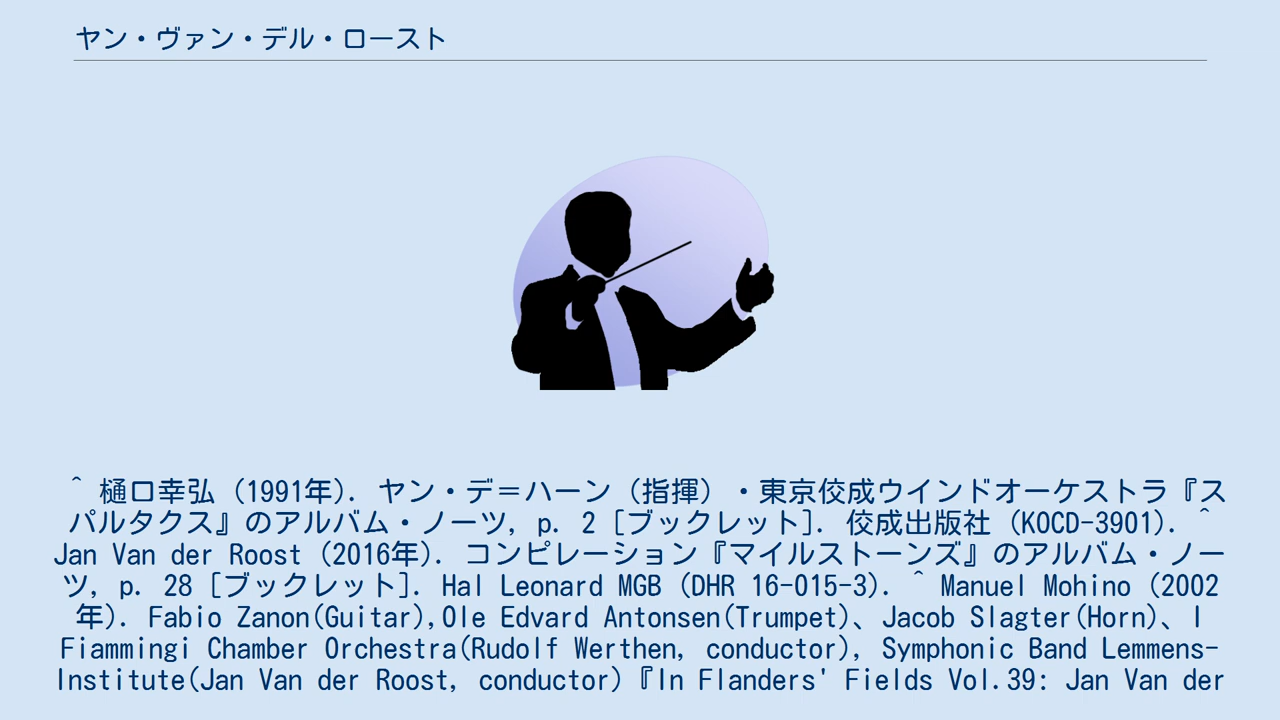 ヤン・ヴァン・デル・ロースト
^ 樋口幸弘 (1991年). ヤン・デ＝ハーン（指揮）・東京佼成ウインドオーケストラ『ス
パルタクス』のアルバム・ノーツ, p. 2 [ブックレット]. 佼成出版社 (KOCD-3901). ^
Jan Van der Roost (2016年). コンピレーション『マイルストーンズ』のアルバム・ノー
ツ, p. 28 [ブックレット]. Hal Leonard MGB (DHR 16-015-3). ^ Manuel Mohino (2002
年). Fabio Zanon(Guitar),Ole Edvard Antonsen(Trumpet)、Jacob Slagter(Horn)、I
Fiammingi Chamber Orchestra(Rudolf Werthen, conductor), Symphonic Band Lemmens-
Institute(Jan Van der Roost, conductor)『In Flanders' Fields Vol.39: Jan Van der